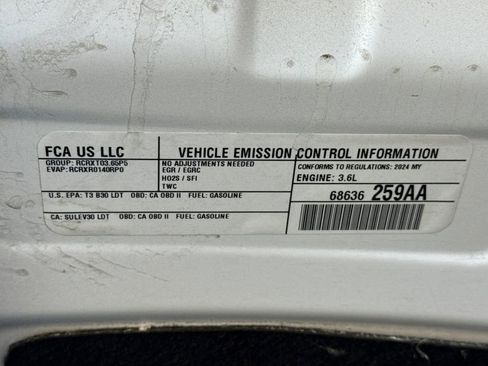 FCA US LLC
VEHICLE EMISSION CONTROL INFORMATION
GROUP: RCRXT03.65P5
EVAP: RCRXR0140RP0
NO ADJUSTMENTS NEEDED
EGR / EGRC
HO2S / SFI
TWC
CONFORMS TO REGULATIONS: 2024 MY
ENGINE: 3.6L
U.S. EPA: T3 B30 LDT OBD: CA OBD II FUEL: GASOLINE
68636 259AA
CA: SULEV30 LDT OBD: CA OBD II FUEL: GASOLINE